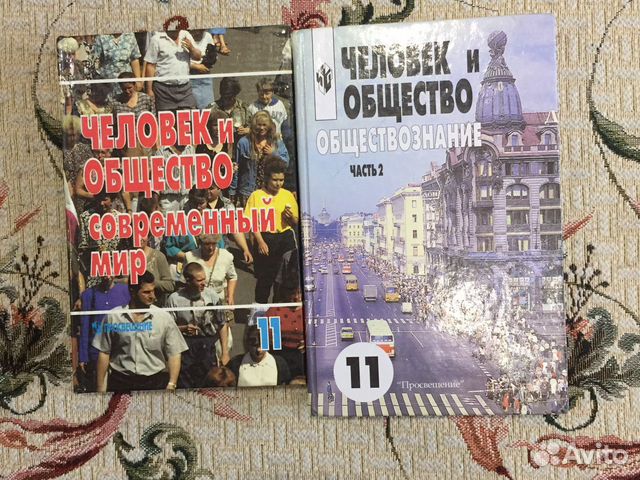 ЧЕЛОВЕК и
ОБЩЕСТВО
современный
мир
ПРОСВЕЩЕНИЕ
11
ЧЕЛОВЕК и
ОБЩЕСТВО
ОБЩЕСТВОЗНАНИЕ
ЧАСТЬ 2
11
"Просвещение"
Avito